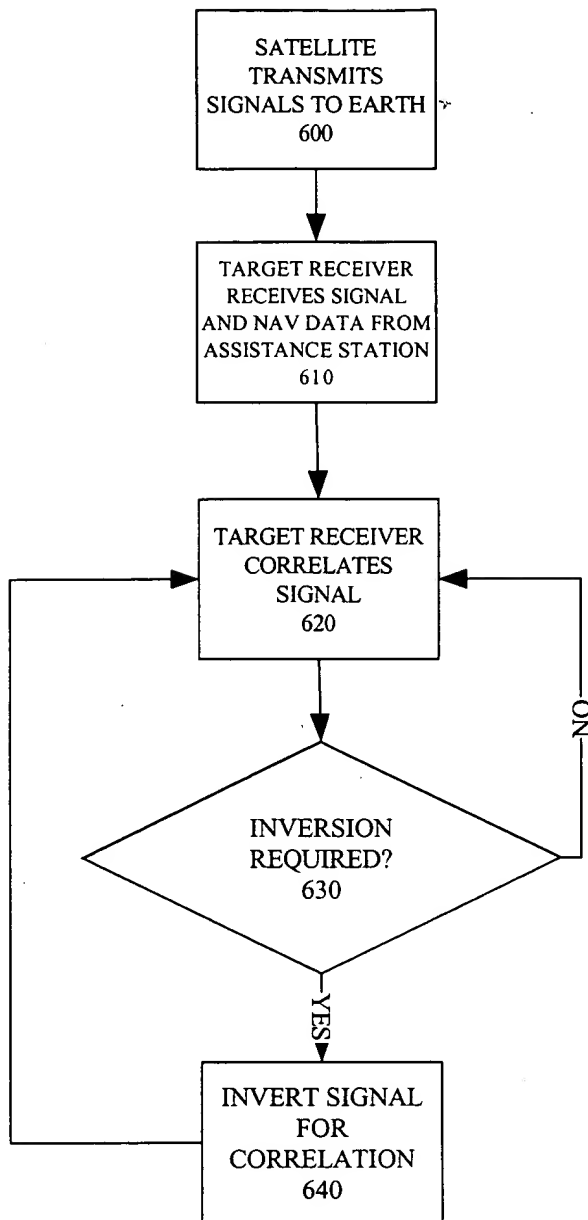 SATELLITE
TRANSMITS
SIGNALS TO EARTH
600
TARGET RECEIVER
RECEIVES SIGNAL
AND NAV DATA FROM
ASSISTANCE STATION
610
TARGET RECEIVER
CORRELATES
SIGNAL
620
NO
INVERSION
REQUIRED?
630
YES
INVERT SIGNAL
FOR
CORRELATION
640